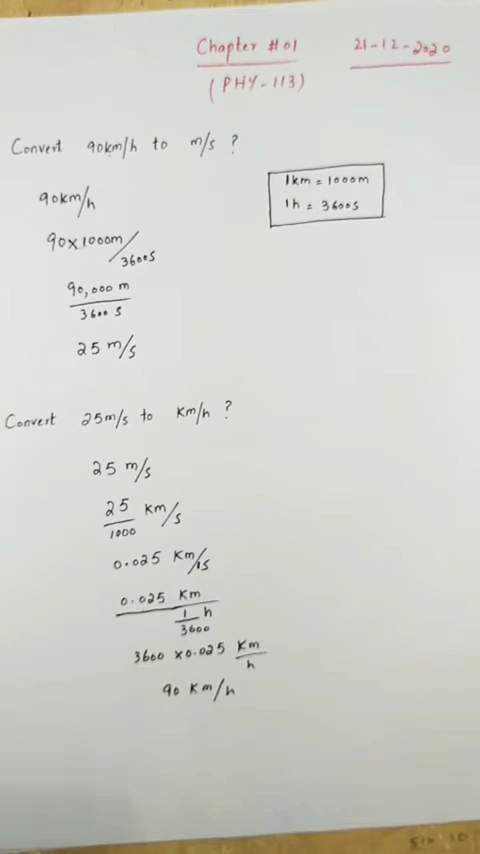 Chapter #01 21-12-2020
(PHY-113)
Convert 90km/h to m/s ?
1km = 1000m
1h = 3600s
90km/h
90x1000m/3600s
90,000 m
3600 s
25 m/s
Convert 25m/s to Km/h ?
25 m/s
25 Km/s
1000
0.025 Km/1s
0.025 Km
1 h
3600
3600 x0.025 Km
h
90 Km/h